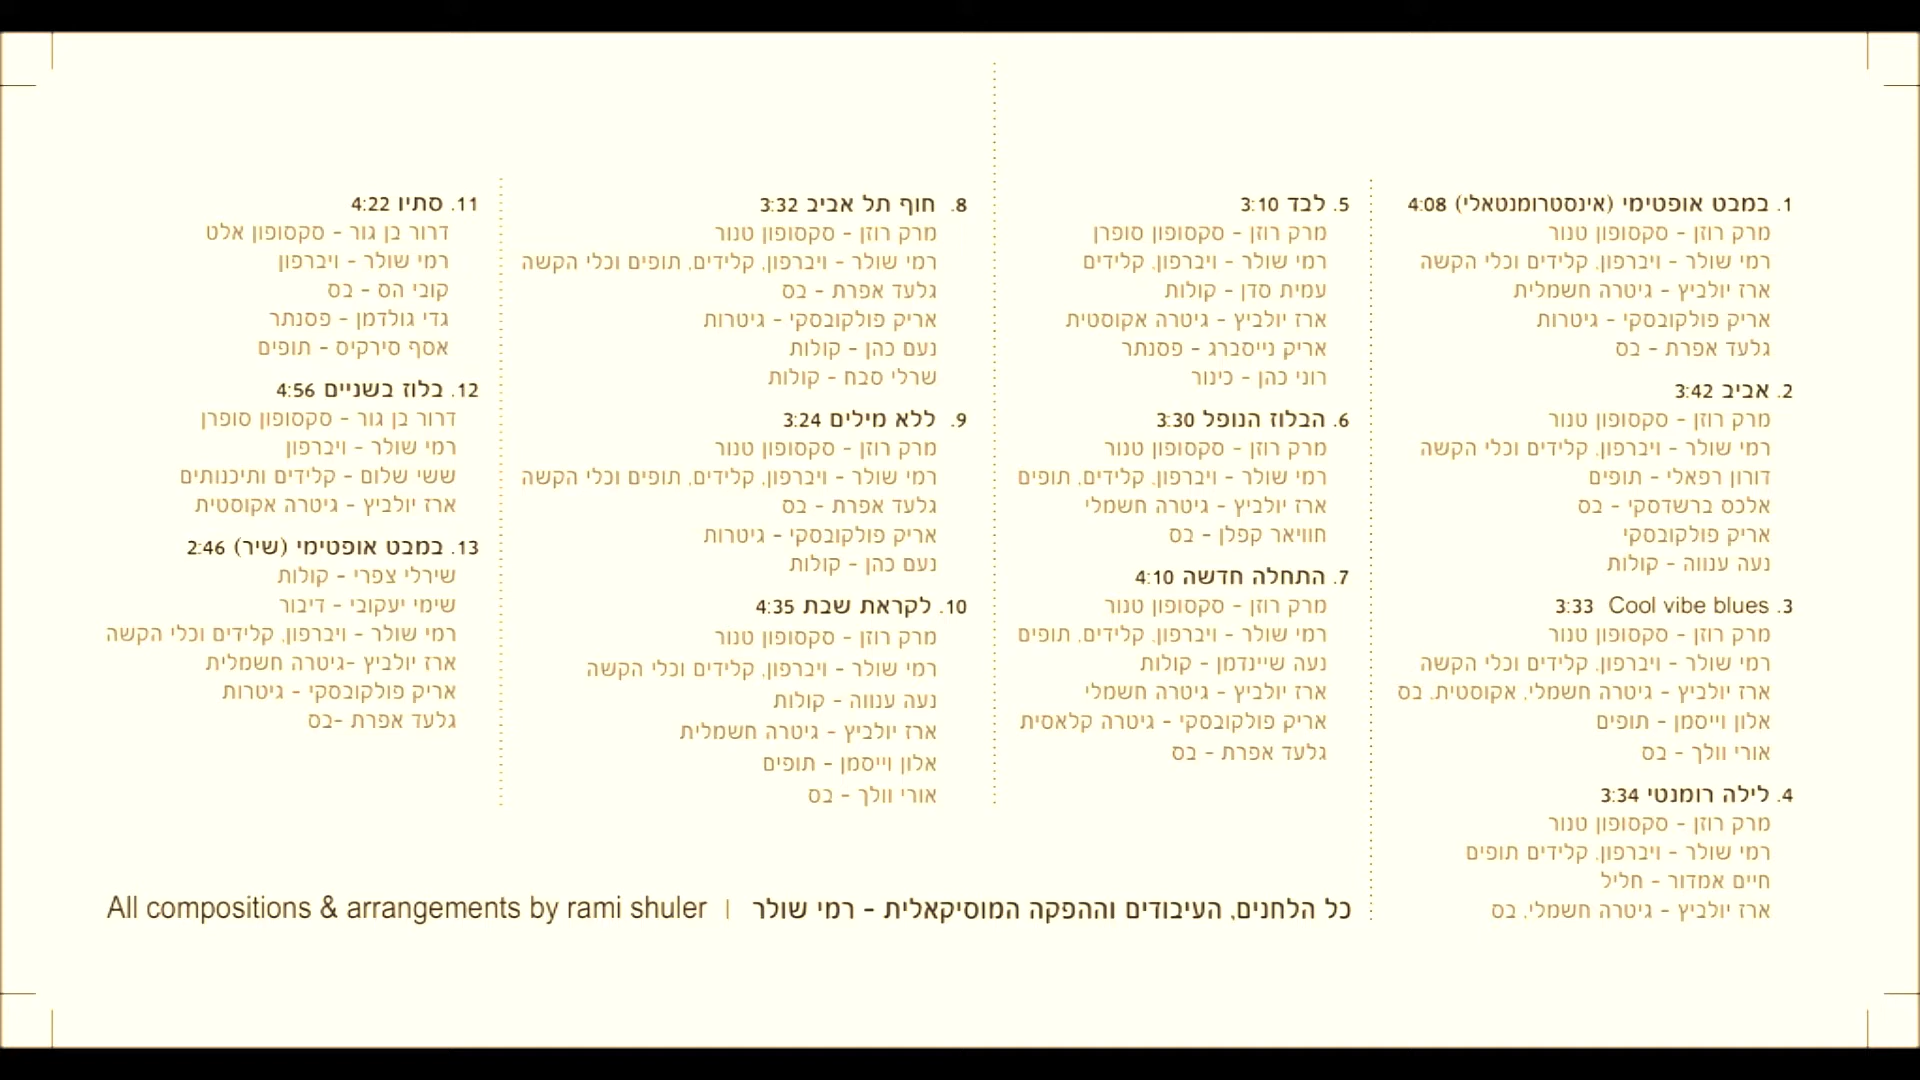 1. במבט אופטימי (אינסטרומנטאלי) 4:08
מרק רוזן - סקסופון טנור
רמי שולר - ויברפון, קלידים וכלי הקשה
ארז יולביץ - גיטרה חשמלית
אריק פולקובסקי - גיטרות
גלעד אפרת - בס
2. אביב 3:42
מרק רוזן - סקסופון טנור
רמי שולר - ויברפון, קלידים וכלי הקשה
דורון רפאלי - תופים
אלכס ברשדסקי - בס
אריק פולקובסקי
נעה ענווה - קולות
3. Cool vibe blues 3:33
מרק רוזן - סקסופון טנור
רמי שולר - ויברפון, קלידים וכלי הקשה
ארז יולביץ - גיטרה חשמלי, אקוסטית, בס
אלון וייסמן - תופים
אורי וולך - בס
4. לילה רומנטי 3:34
מרק רוזן - סקסופון טנור
רמי שולר - ויברפון, קלידים תופים
חיים אמדור - חליל
ארז יולביץ - גיטרה חשמלי, בס
5. לבד 3:10
מרק רוזן - סקסופון סופרן
רמי שולר - ויברפון, קלידים
עמית סדן - קולות
ארז יולביץ - גיטרה אקוסטית
אריק נייסברג - פסנתר
רוני כהן - כינור
6. הבלוז הנופל 3:30
מרק רוזן - סקסופון טנור
רמי שולר - ויברפון, קלידים, תופים
ארז יולביץ - גיטרה חשמלי
חוויאר קפלן - בס
7. התחלה חדשה 4:10
מרק רוזן - סקסופון טנור
רמי שולר - ויברפון, קלידים, תופים
נעה שיינדמן - קולות
ארז יולביץ - גיטרה חשמלי
אריק פולקובסקי - גיטרה קלאסית
גלעד אפרת - בס
8. חוף תל אביב 3:32
מרק רוזן - סקסופון טנור
רמי שולר - ויברפון, קלידים, תופים וכלי הקשה
גלעד אפרת - בס
אריק פולקובסקי - גיטרות
נעם כהן - קולות
שרלי סבח - קולות
9. ללא מילים 3:24
מרק רוזן - סקסופון טנור
רמי שולר - ויברפון, קלידים, תופים וכלי הקשה
גלעד אפרת - בס
אריק פולקובסקי - גיטרות
נעם כהן - קולות
10. לקראת שבת 4:35
מרק רוזן - סקסופון טנור
רמי שולר - ויברפון, קלידים וכלי הקשה
נעה ענווה - קולות
ארז יולביץ - גיטרה חשמלית
אלון וייסמן - תופים
אורי וולך - בס
11. סתיו 4:22
דרור בן גור - סקסופון אלט
רמי שולר - ויברפון
קובי הס - בס
גדי גולדמן - פסנתר
אסף סירקיס - תופים
12. בלוז בשניים 4:56
דרור בן גור - סקסופון סופרן
רמי שולר - ויברפון
ששי שלום - קלידים ותיכנותים
ארז יולביץ - גיטרה אקוסטית
13. במבט אופטימי (שיר) 2:46
שירלי צפרי - קולות
שימי יעקובי - דיבור
רמי שולר - ויברפון, קלידים וכלי הקשה
ארז יולביץ -גיטרה חשמלית
אריק פולקובסקי - גיטרות
גלעד אפרת -בס
כל הלחנים, העיבודים וההפקה המוסיקאלית - רמי שולר | All compositions & arrangements by rami shuler